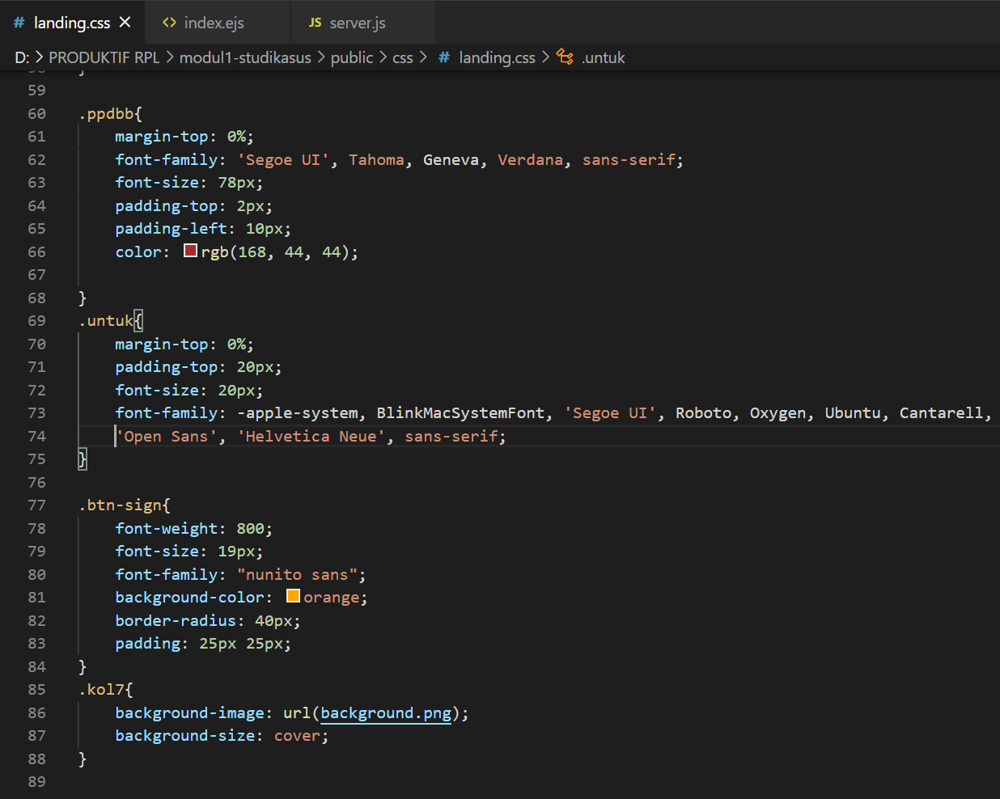 # landing.css ×
<> index.ejs
JS server.js
D: > PRODUKTIF RPL > modul1-studikasus > public > css > # landing.css > .untuk
59
60 .ppdbb{
61 margin-top: 0%;
62 font-family: 'Segoe UI', Tahoma, Geneva, Verdana, sans-serif;
63 font-size: 78px;
64 padding-top: 2px;
65 padding-left: 10px;
66 color: rgb(168, 44, 44);
67
68 }
69 .untuk{
70 margin-top: 0%;
71 padding-top: 20px;
72 font-size: 20px;
73 font-family: -apple-system, BlinkMacSystemFont, 'Segoe UI', Roboto, Oxygen, Ubuntu, Cantarell,
74 'Open Sans', 'Helvetica Neue', sans-serif;
75 }
76
77 .btn-sign{
78 font-weight: 800;
79 font-size: 19px;
80 font-family: "nunito sans";
81 background-color: orange;
82 border-radius: 40px;
83 padding: 25px 25px;
84 }
85 .kol7{
86 background-image: url(background.png);
87 background-size: cover;
88 }
89